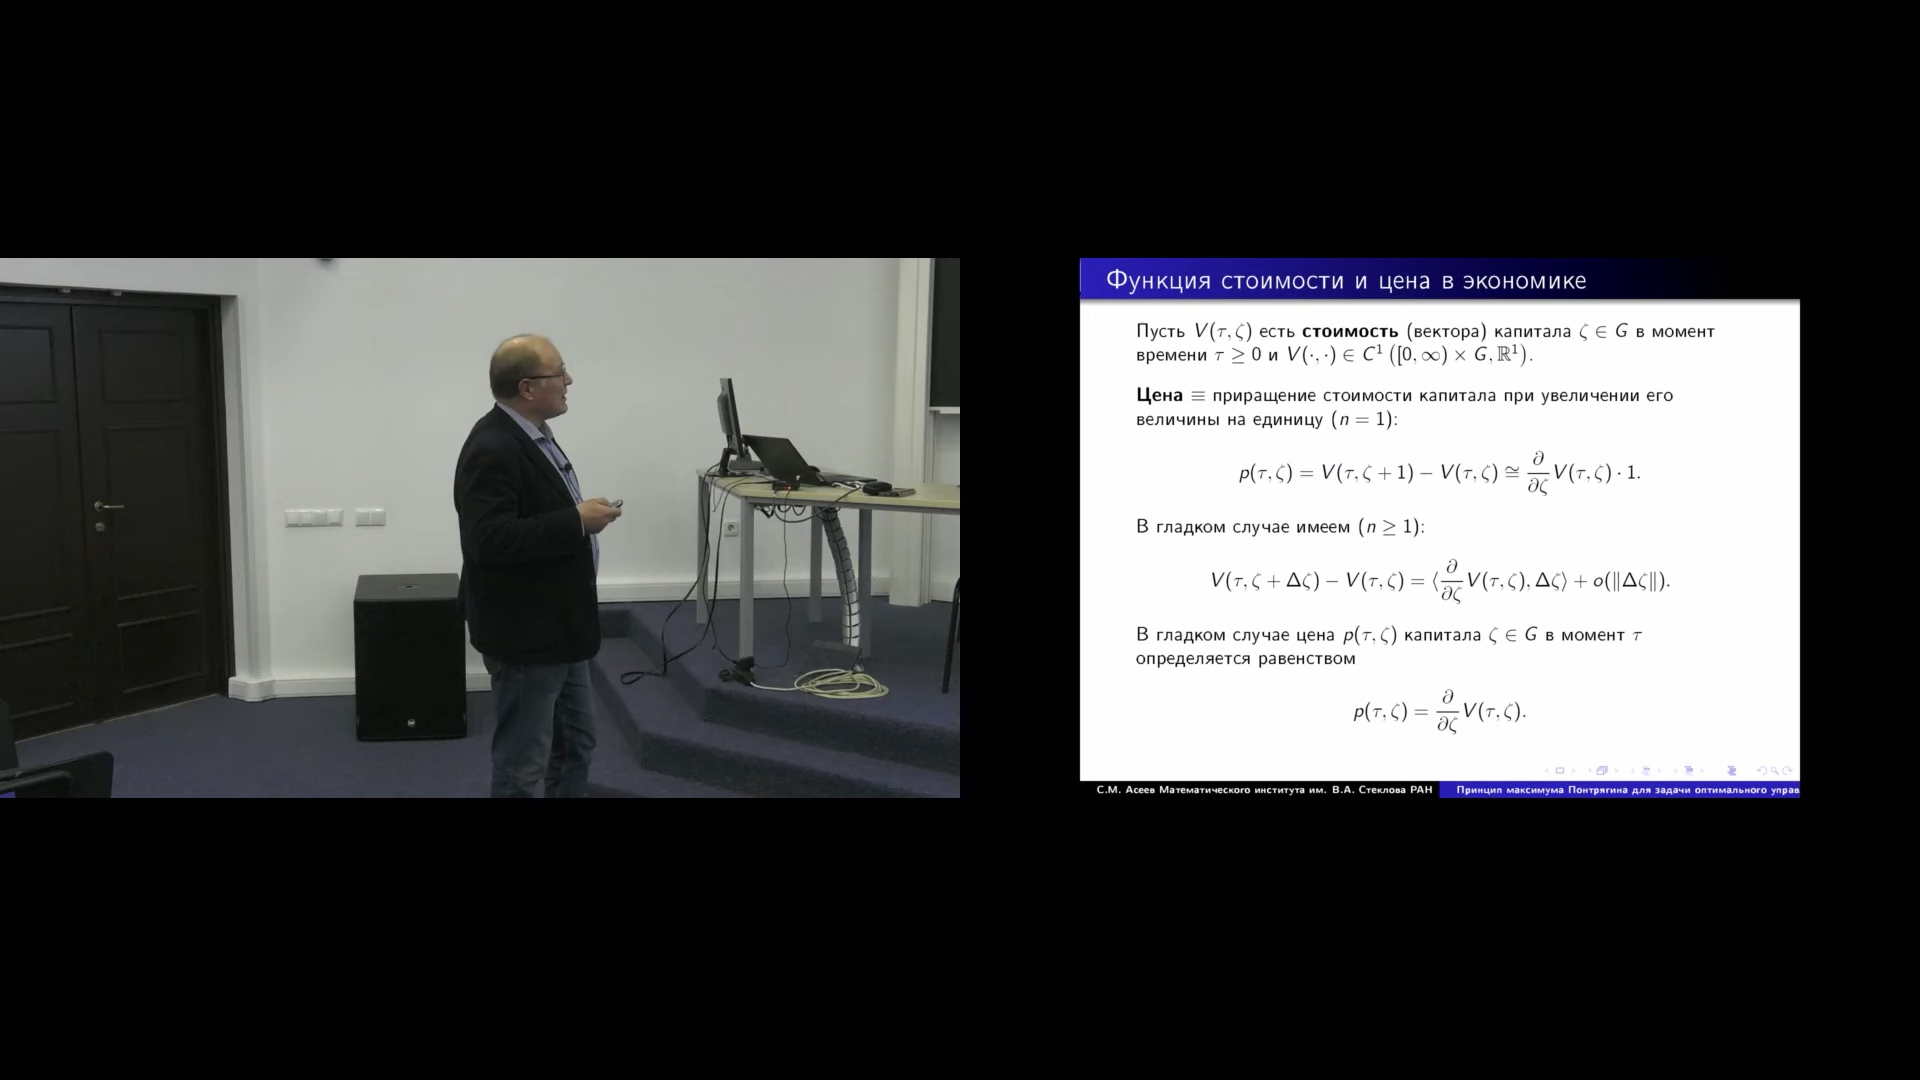 Функция стоимости и цена в экономике
Пусть V(τ, ζ) есть стоимость (вектора) капитала ζ ∈ G в момент
времени τ ≥ 0 и V(·, ·) ∈ C¹ ([0, ∞) × G, ℝ¹).
Цена ≡ приращение стоимости капитала при увеличении его
величины на единицу (n = 1):
p(τ, ζ) = V(τ, ζ + 1) − V(τ, ζ) ≅ ∂/∂ζ V(τ, ζ) · 1.
В гладком случае имеем (n ≥ 1):
V(τ, ζ + Δζ) − V(τ, ζ) = ⟨∂/∂ζ V(τ, ζ), Δζ⟩ + o(‖Δζ‖).
В гладком случае цена p(τ, ζ) капитала ζ ∈ G в момент τ
определяется равенством
p(τ, ζ) = ∂/∂ζ V(τ, ζ).
С.М. Асеев Математического института им. В.А. Стеклова РАН
Принцип максимума Понтрягина для задачи оптимального управ